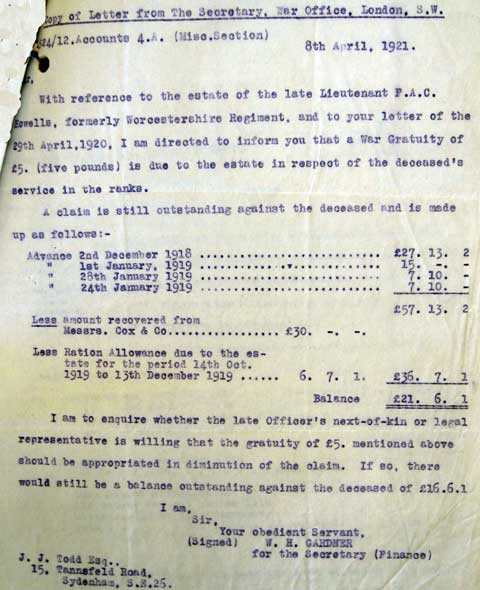 Copy of Letter from The Secretary, War Office, London, S.W.
24/12.Accounts 4.A. (Misc.Section)
8th April, 1921.
With reference to the estate of the late Lieutenant P.A.C.
Howells, formerly Worcestershire Regiment, and to your letter of the
29th April,1920, I am directed to inform you that a War Gratuity of
£5. (five pounds) is due to the estate in respect of the deceased's
service in the ranks.
A claim is still outstanding against the deceased and is made
up as follows:-
Advance 2nd December 1918 .......................... £27. 13. 2
" 1st January, 1919 .......................... 15. -. -
" 28th January 1919 .......................... 7. 10. -
" 24th January 1919 .......................... 7. 10. -
£57. 13. 2
Less amount recovered from
Messrs. Cox & Co................ £30. -. -.
Less Ration Allowance due to the es-
tate for the period 14th Oct.
1919 to 13th December 1919 ...... 6. 7. 1. £36. 7. 1
Balance £21. 6. 1
I am to enquire whether the late Officer's next-of-kin or legal
representative is willing that the gratuity of £5. mentioned above
should be appropriated in diminution of the claim. If so, there
would still be a balance outstanding against the deceased of £16.6.1
I am,
Sir,
Your obedient Servant,
(Signed) W. H. GARDNER
for the Secretary (Finance)
J. J. Todd Esq.,
15, Tannsfeld Road,
Sydenham, S.E.26.